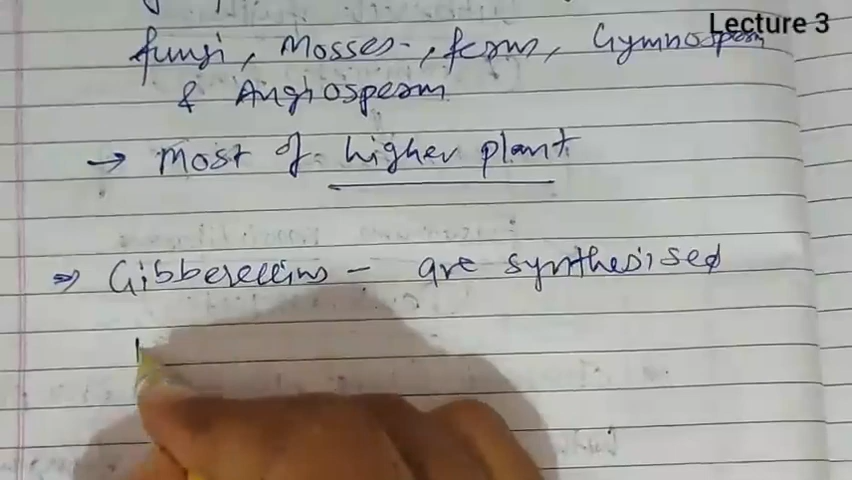 Lecture 3
fungi, Mosses, ferns, Gymnosperm
& Angiosperm
→ Most of higher plant
⇒ Gibberellins - are synthesised